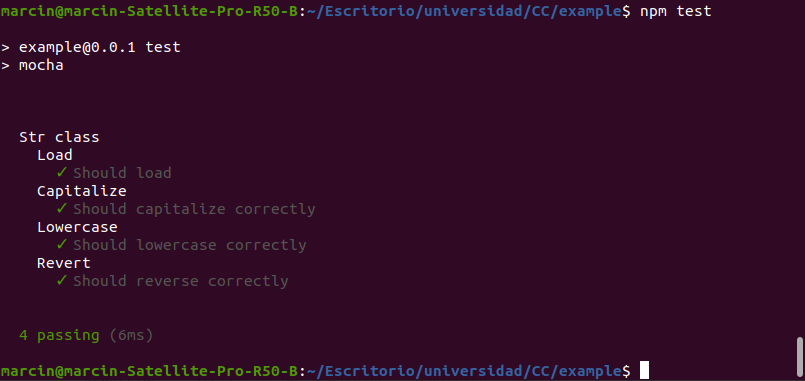 marcin@marcin-Satellite-Pro-R50-B:~/Escritorio/universidad/CC/example$ npm test
> example@0.0.1 test
> mocha
Str class
Load
✓ Should load
Capitalize
✓ Should capitalize correctly
Lowercase
✓ Should lowercase correctly
Revert
✓ Should reverse correctly
4 passing (6ms)
marcin@marcin-Satellite-Pro-R50-B:~/Escritorio/universidad/CC/example$